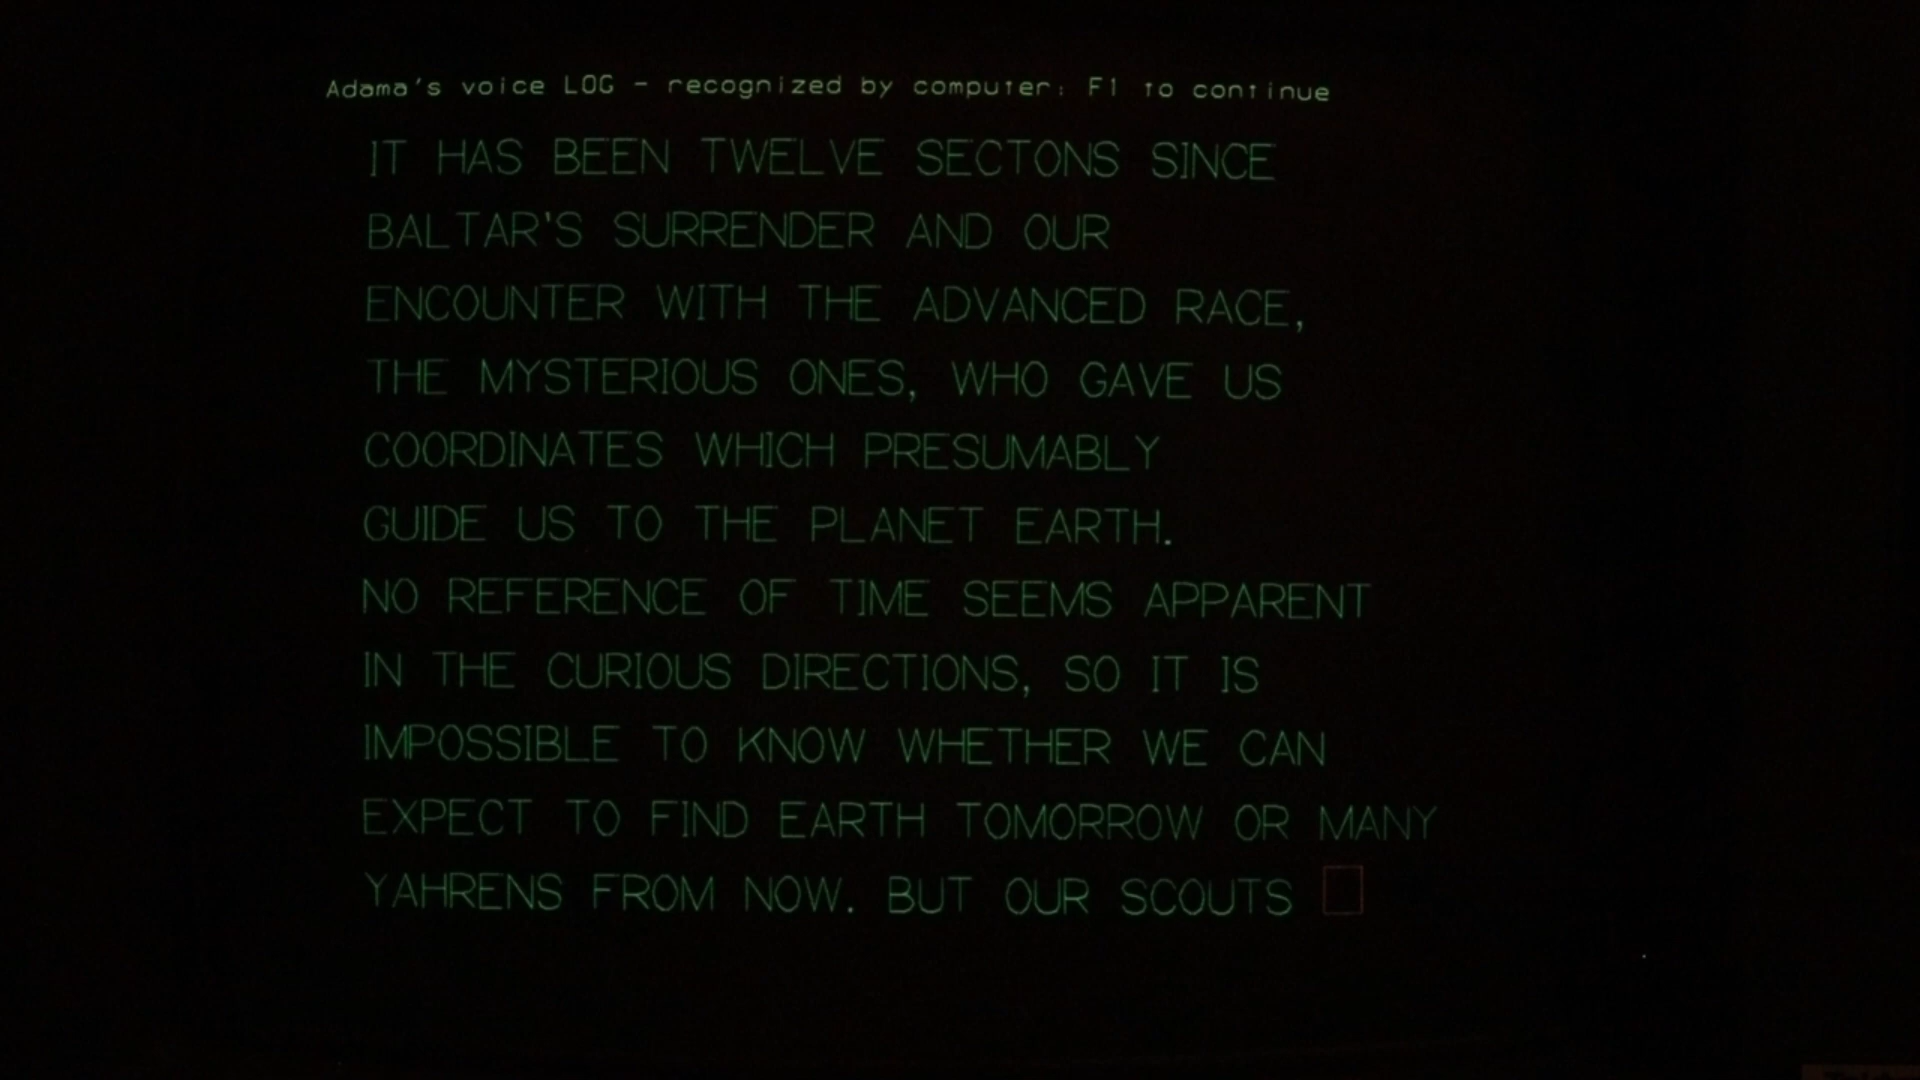 Adama's voice LOG - recognized by computer: F1 to continue
IT HAS BEEN TWELVE SECTONS SINCE
BALTAR'S SURRENDER AND OUR
ENCOUNTER WITH THE ADVANCED RACE,
THE MYSTERIOUS ONES, WHO GAVE US
COORDINATES WHICH PRESUMABLY
GUIDE US TO THE PLANET EARTH.
NO REFERENCE OF TIME SEEMS APPARENT
IN THE CURIOUS DIRECTIONS, SO IT IS
IMPOSSIBLE TO KNOW WHETHER WE CAN
EXPECT TO FIND EARTH TOMORROW OR MANY
YAHRENS FROM NOW. BUT OUR SCOUTS